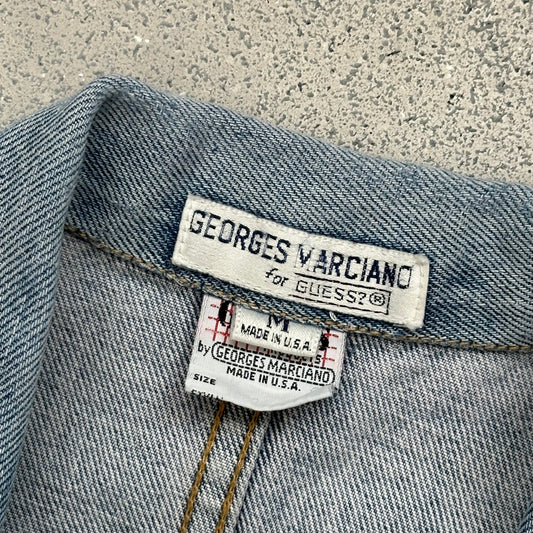 GEORGES MARCIANO
for GUESS?®
M
MADE IN U.S.A.
by GEORGES MARCIANO
MADE IN U.S.A.
SIZE